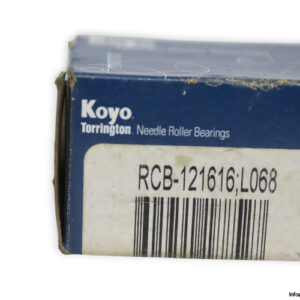 Koyo
Torrington Needle Roller Bearings
RCB-121616;L068